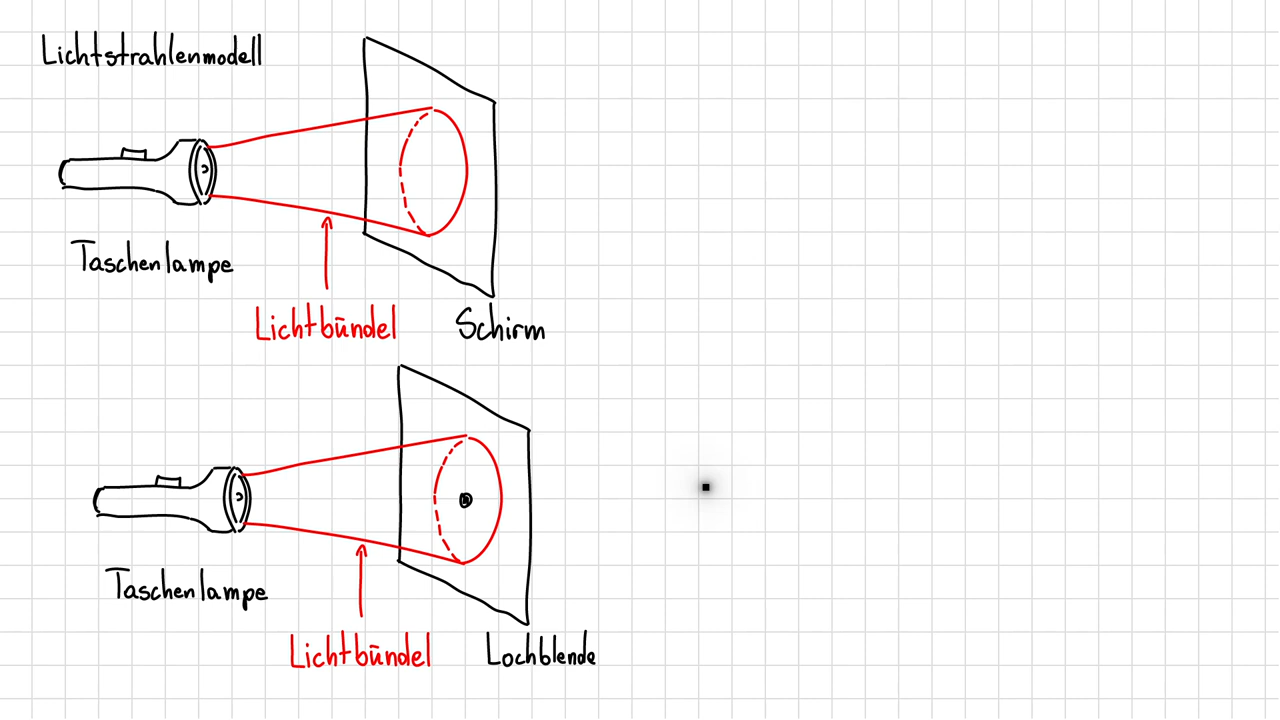 Lichtstrahlenmodell
Taschenlampe
Lichtbündel
Schirm
Taschenlampe
Lichtbündel
Lochblende